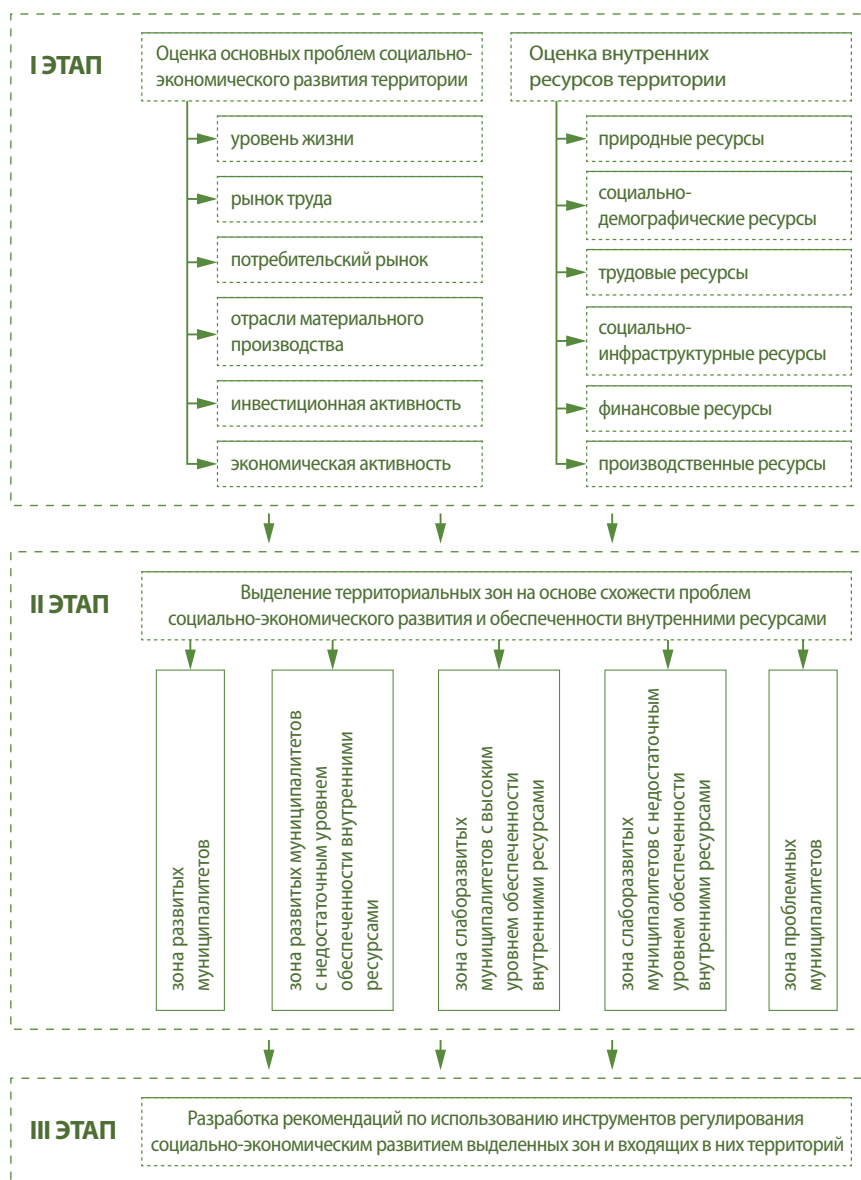 I ЭТАП
Оценка основных проблем социально-
экономического развития территории
уровень жизни
рынок труда
потребительский рынок
отрасли материального
производства
инвестиционная активность
экономическая активность
Оценка внутренних
ресурсов территории
природные ресурсы
социально-
демографические ресурсы
трудовые ресурсы
социально-
инфраструктурные ресурсы
финансовые ресурсы
производственные ресурсы
II ЭТАП
Выделение территориальных зон на основе схожести проблем
социально-экономического развития и обеспеченности внутренними ресурсами
зона развитых
муниципалитетов
зона развитых муниципалитетов
с недостаточным уровнем
обеспеченности внутренними
ресурсами
зона слаборазвитых
муниципалитетов с высоким
уровнем обеспеченности
внутренними ресурсами
зона слаборазвитых
муниципалитетов с недостаточным
уровнем обеспеченности
внутренними ресурсами
зона проблемных
муниципалитетов
III ЭТАП
Разработка рекомендаций по использованию инструментов регулирования
социально-экономическим развитием выделенных зон и входящих в них территорий